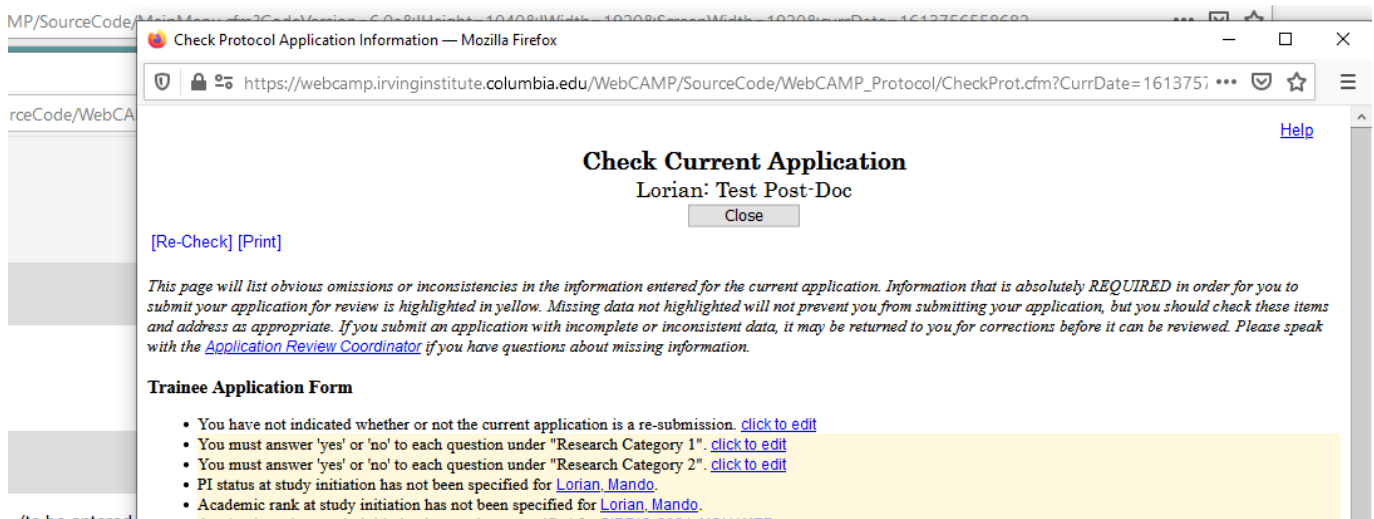 MP/SourceCode/MainMenu.cfm?CodeVersion=6.9a&IHeight=1040&IWidth=1920&ScreenWidth=1920&currDate=1613756558682
Check Protocol Application Information — Mozilla Firefox
https://webcamp.irvinginstitute.columbia.edu/WebCAMP/SourceCode/WebCAMP_Protocol/CheckProt.cfm?CurrDate=161375
rceCode/WebCA
Help
Check Current Application
Lorian: Test Post-Doc
Close
[Re-Check] [Print]
This page will list obvious omissions or inconsistencies in the information entered for the current application. Information that is absolutely REQUIRED in order for you to
submit your application for review is highlighted in yellow. Missing data not highlighted will not prevent you from submitting your application, but you should check these items
and address as appropriate. If you submit an application with incomplete or inconsistent data, it may be returned to you for corrections before it can be reviewed. Please speak
with the Application Review Coordinator if you have questions about missing information.
Trainee Application Form
• You have not indicated whether or not the current application is a re-submission. click to edit
• You must answer 'yes' or 'no' to each question under "Research Category 1". click to edit
• You must answer 'yes' or 'no' to each question under "Research Category 2". click to edit
• PI status at study initiation has not been specified for Lorian, Mando.
• Academic rank at study initiation has not been specified for Lorian, Mando.
(to be entered